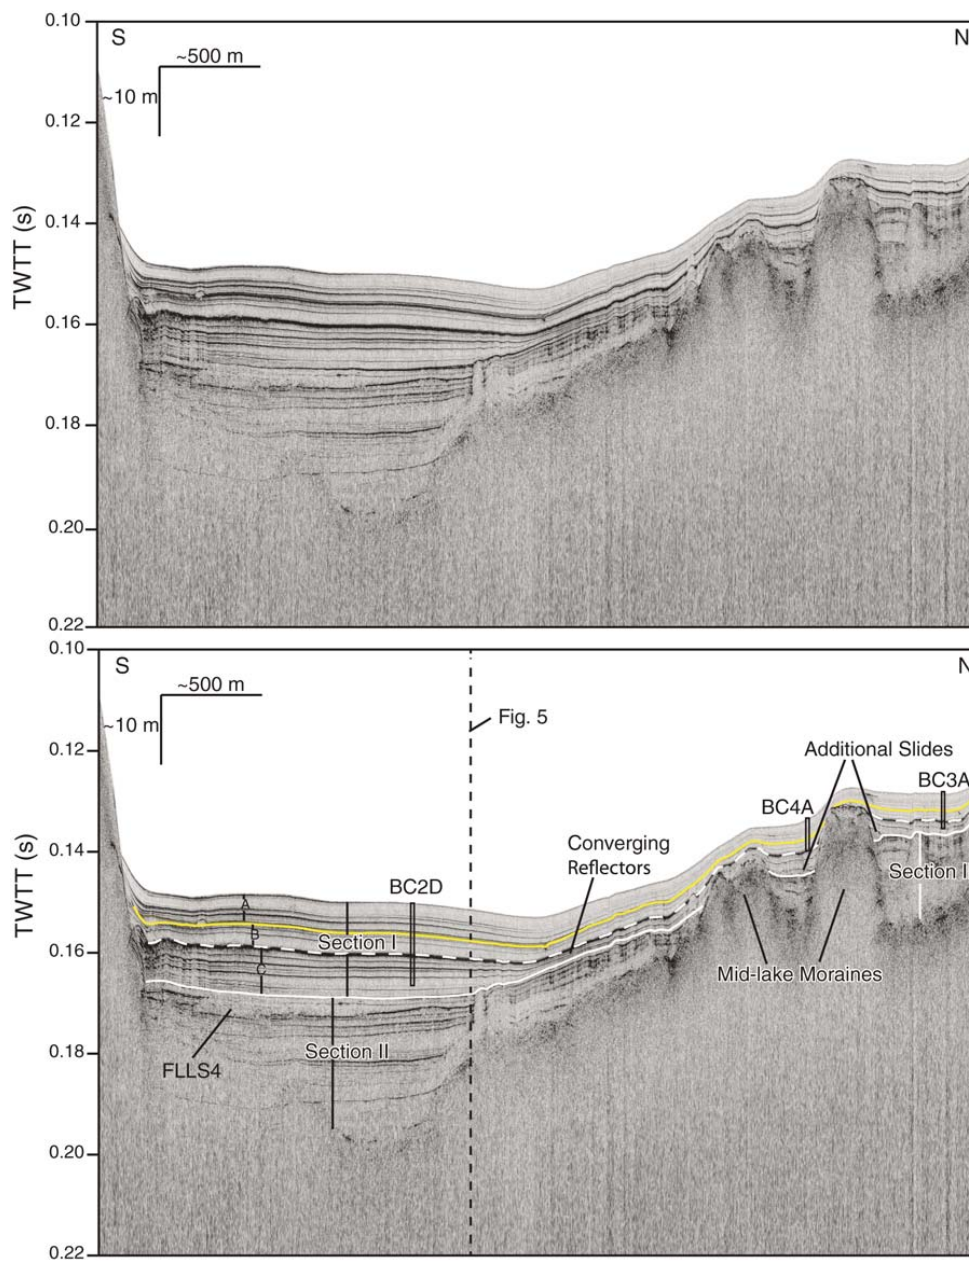 0.10
S
N
~500 m
~10 m
0.12
0.14
TWTT (s)
0.16
0.18
0.20
0.22
0.10
S
N
~500 m
~10 m
Fig. 5
0.12
Additional Slides
BC3A
BC4A
0.14
TWTT (s)
Converging
Reflectors
Section I
BC2D
A
B
Section I
C
0.16
Mid-lake Moraines
Section II
FLLS4
0.18
0.20
0.22